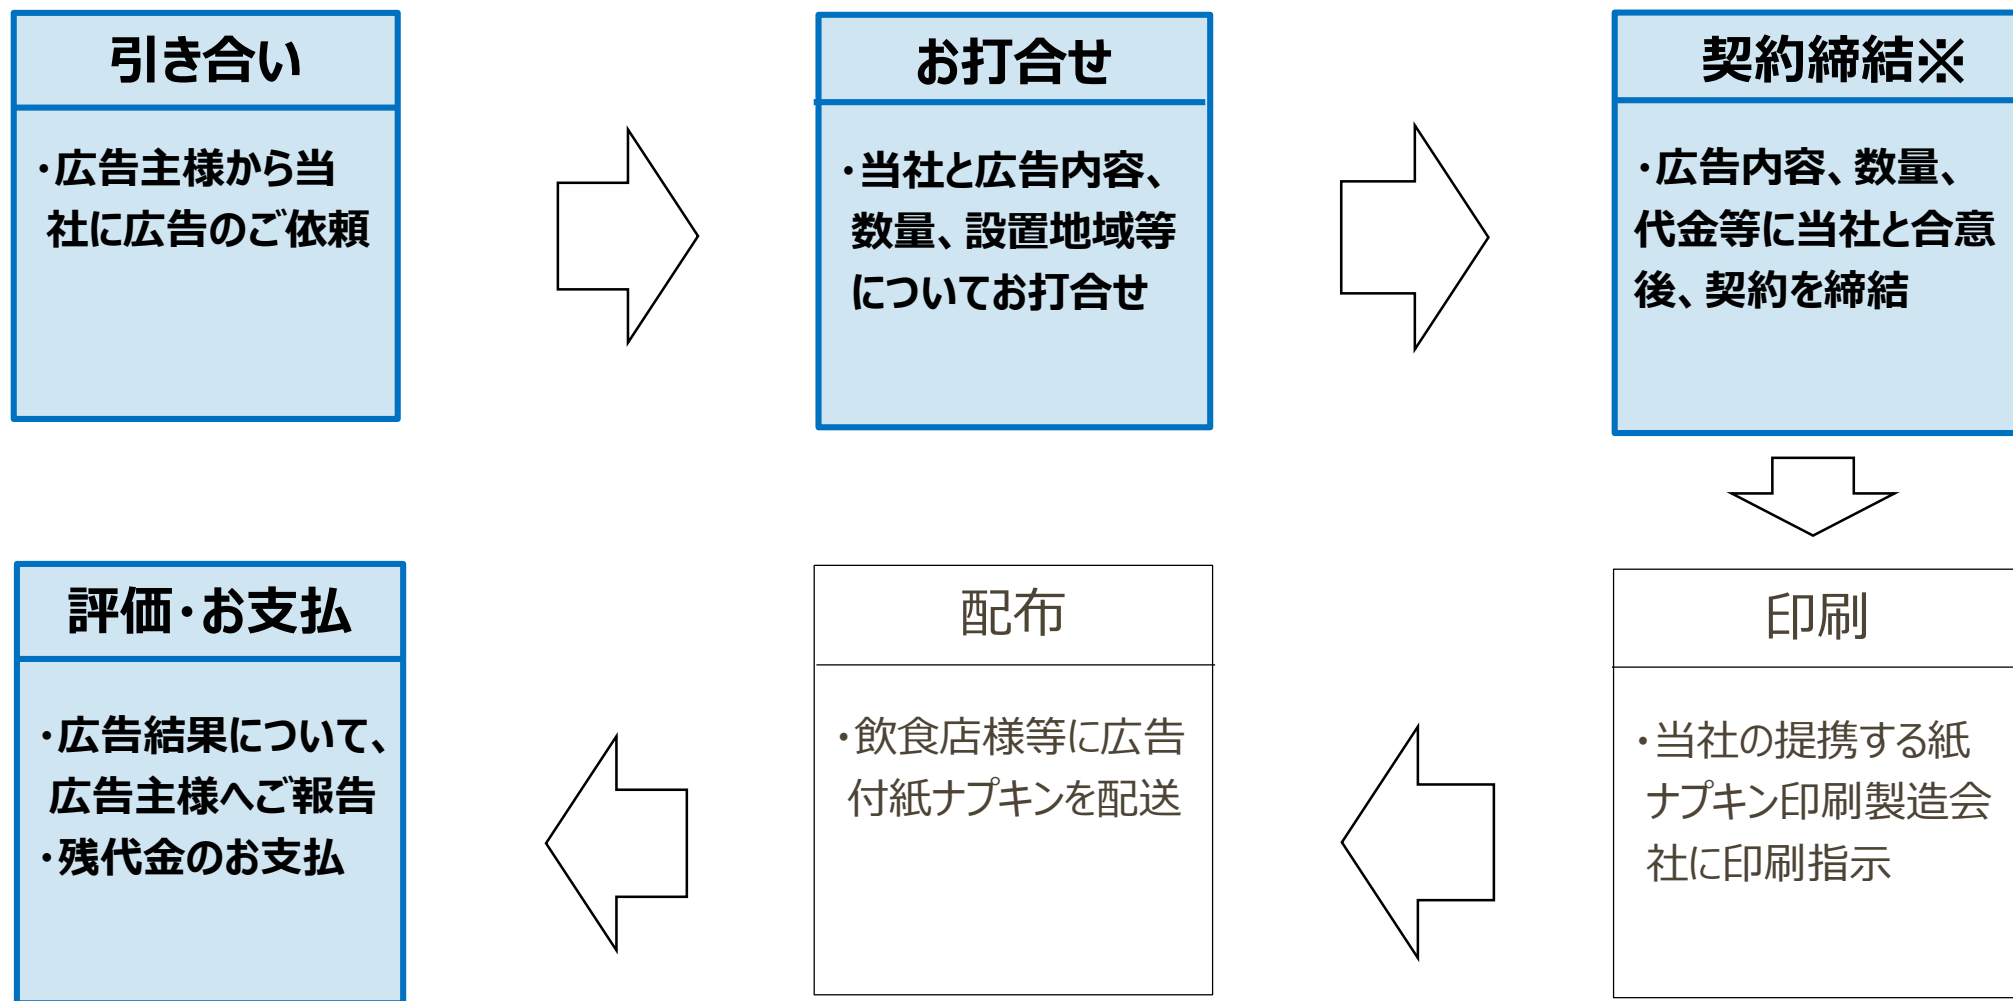 引き合い
・広告主様から当
社に広告のご依頼
お打合せ
・当社と広告内容、
数量、設置地域等
についてお打合せ
契約締結※
・広告内容、数量、
代金等に当社と合意
後、契約を締結
印刷
・当社の提携する紙
ナプキン印刷製造会
社に印刷指示
配布
・飲食店様等に広告
付紙ナプキンを配送
評価・お支払
・広告結果について、
広告主様へご報告
・残代金のお支払